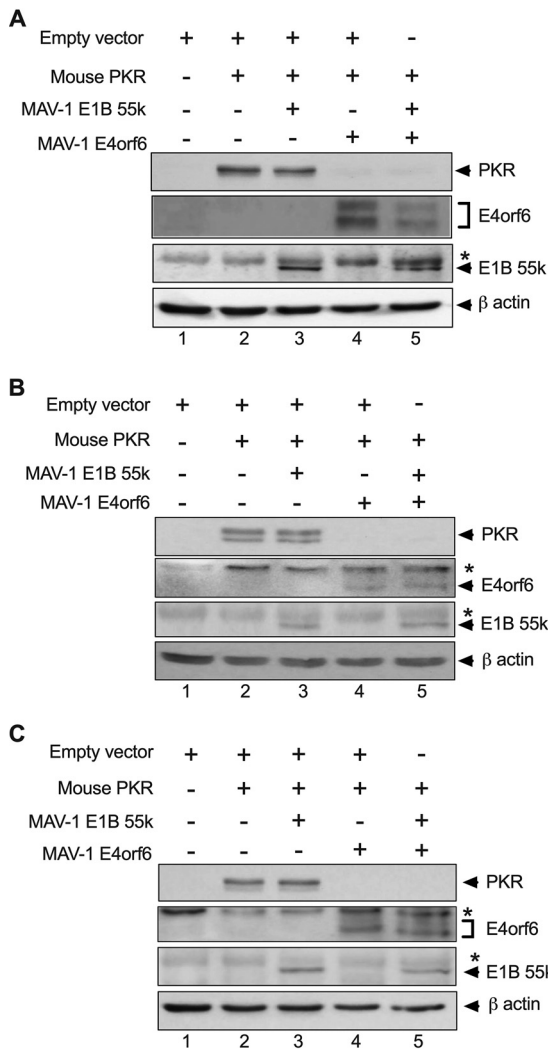 A
Empty vector + + + + -
Mouse PKR - + + + +
MAV-1 E1B 55k - - + - +
MAV-1 E4orf6 - - - + +
PKR
E4orf6
*
E1B 55k
β actin
1 2 3 4 5
B
Empty vector + + + + -
Mouse PKR - + + + +
MAV-1 E1B 55k - - + - +
MAV-1 E4orf6 - - - + +
PKR
*
E4orf6
*
E1B 55k
β actin
1 2 3 4 5
C
Empty vector + + + + -
Mouse PKR - + + + +
MAV-1 E1B 55k - - + - +
MAV-1 E4orf6 - - - + +
PKR
*
E4orf6
*
E1B 55k
β actin
1 2 3 4 5